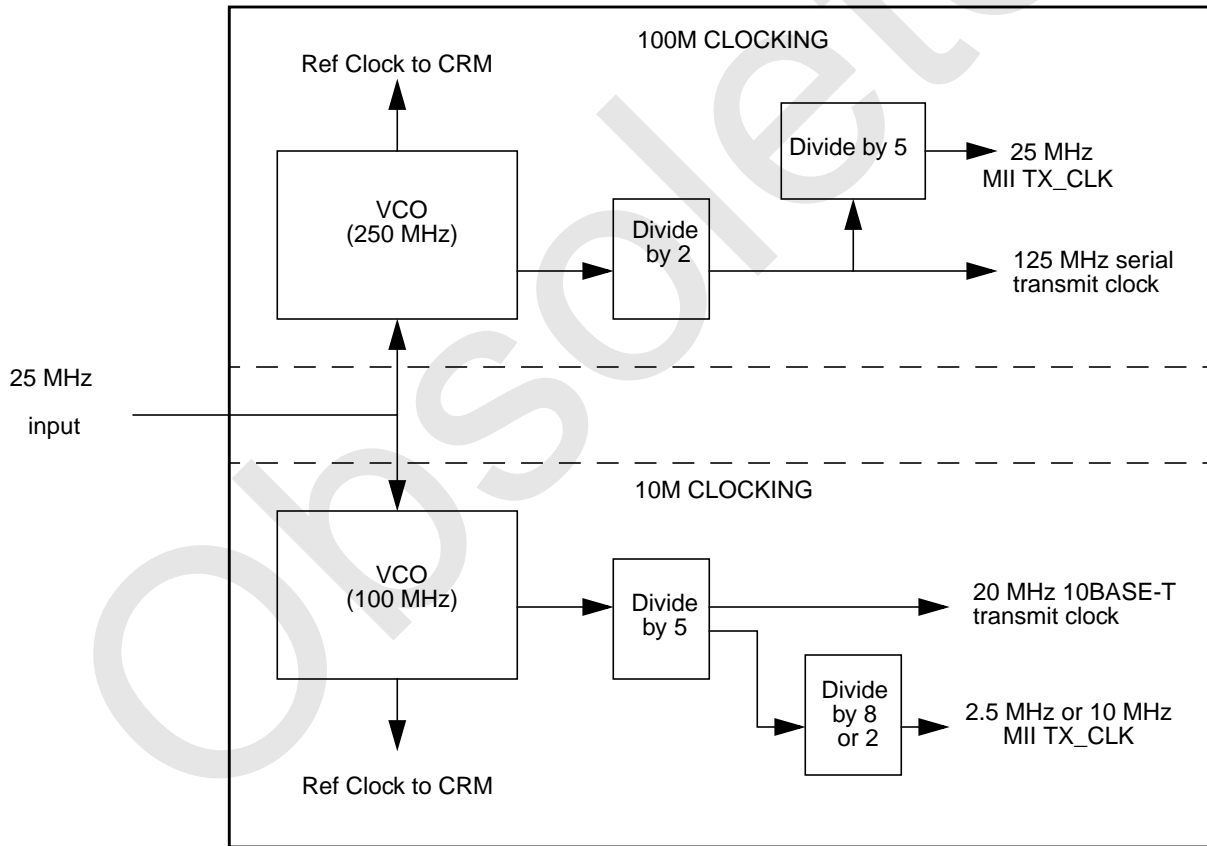 100M CLOCKING
Ref Clock to CRM
VCO
(250 MHz)
Divide
by 2
Divide by 5
25 MHz
MII TX_CLK
125 MHz serial
transmit clock
25 MHz
input
10M CLOCKING
VCO
(100 MHz)
Divide
by 5
20 MHz 10BASE-T
transmit clock
Divide
by 8
or 2
2.5 MHz or 10 MHz
MII TX_CLK
Ref Clock to CRM
Obsolete